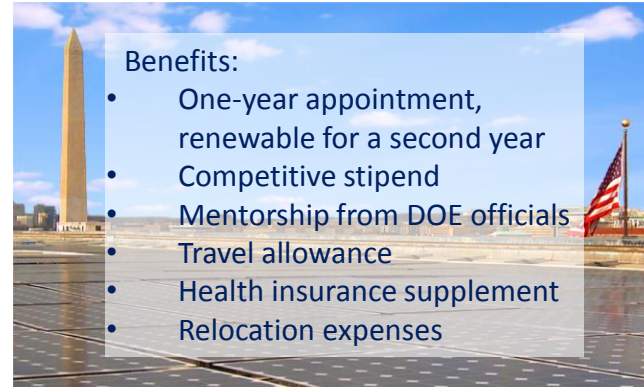 Benefits:
• One-year appointment,
renewable for a second year
• Competitive stipend
• Mentorship from DOE officials
• Travel allowance
• Health insurance supplement
• Relocation expenses